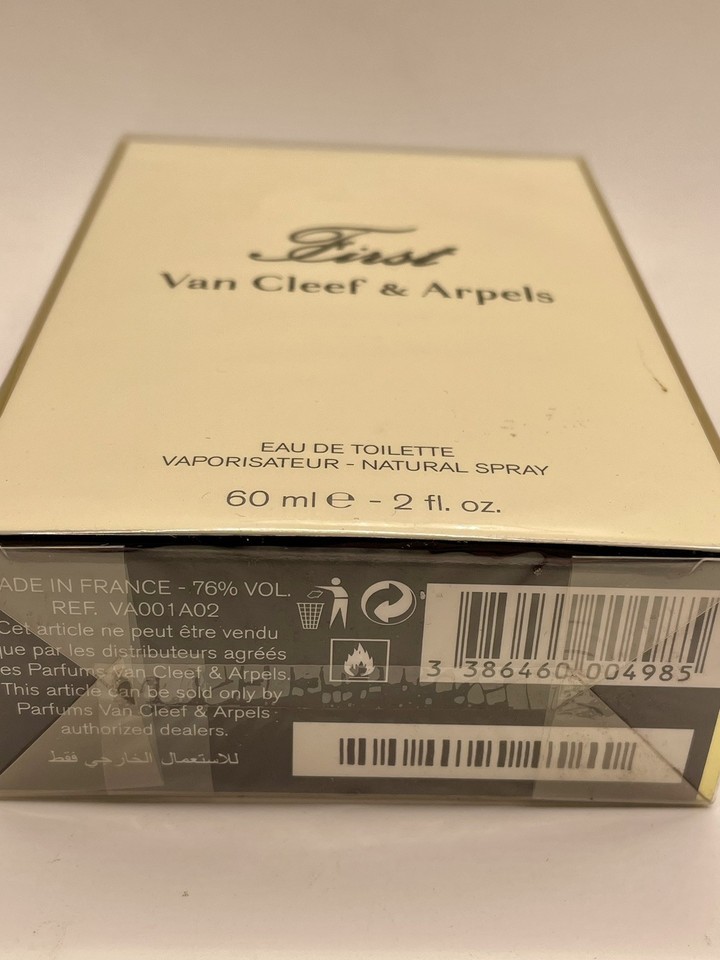 First
Van Cleef & Arpels
EAU DE TOILETTE
VAPORISATEUR - NATURAL SPRAY
60 ml ℮ - 2 fl. oz.
ADE IN FRANCE - 76% VOL.
REF. VA001A02
Cet article ne peut être vendu
que par les distributeurs agréés
es Parfums Van Cleef & Arpels.
This article can be sold only by
Parfums Van Cleef & Arpels
authorized dealers.
للاستعمال الخارجي فقط
3 386460 004985